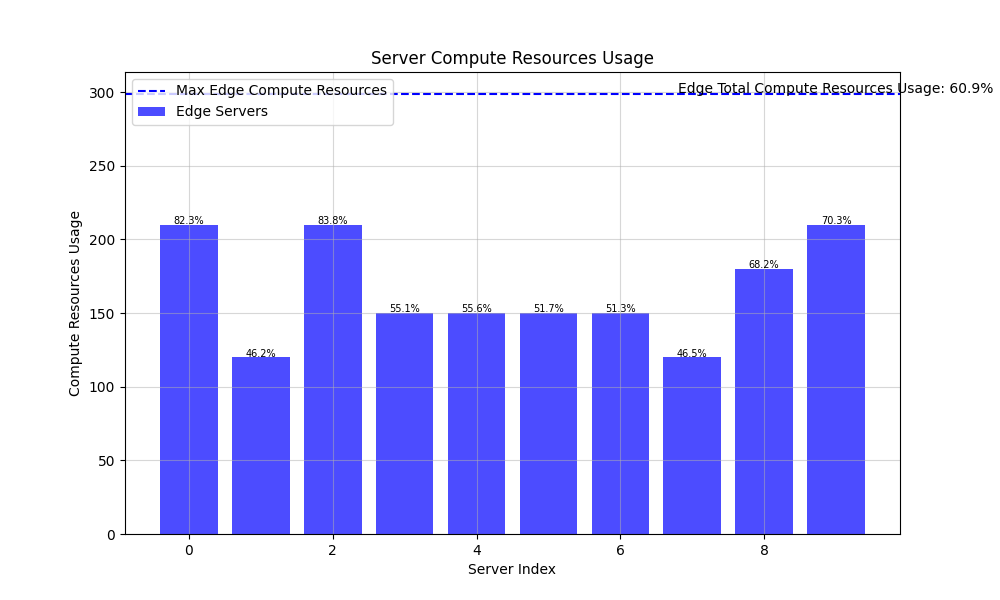 Server Compute Resources Usage
Max Edge Compute Resources
Edge Servers
Edge Total Compute Resources Usage: 60.9%
Compute Resources Usage
300
250
200
150
100
50
0
82.3%
46.2%
83.8%
55.1%
55.6%
51.7%
51.3%
46.5%
68.2%
70.3%
0 2 4 6 8
Server Index